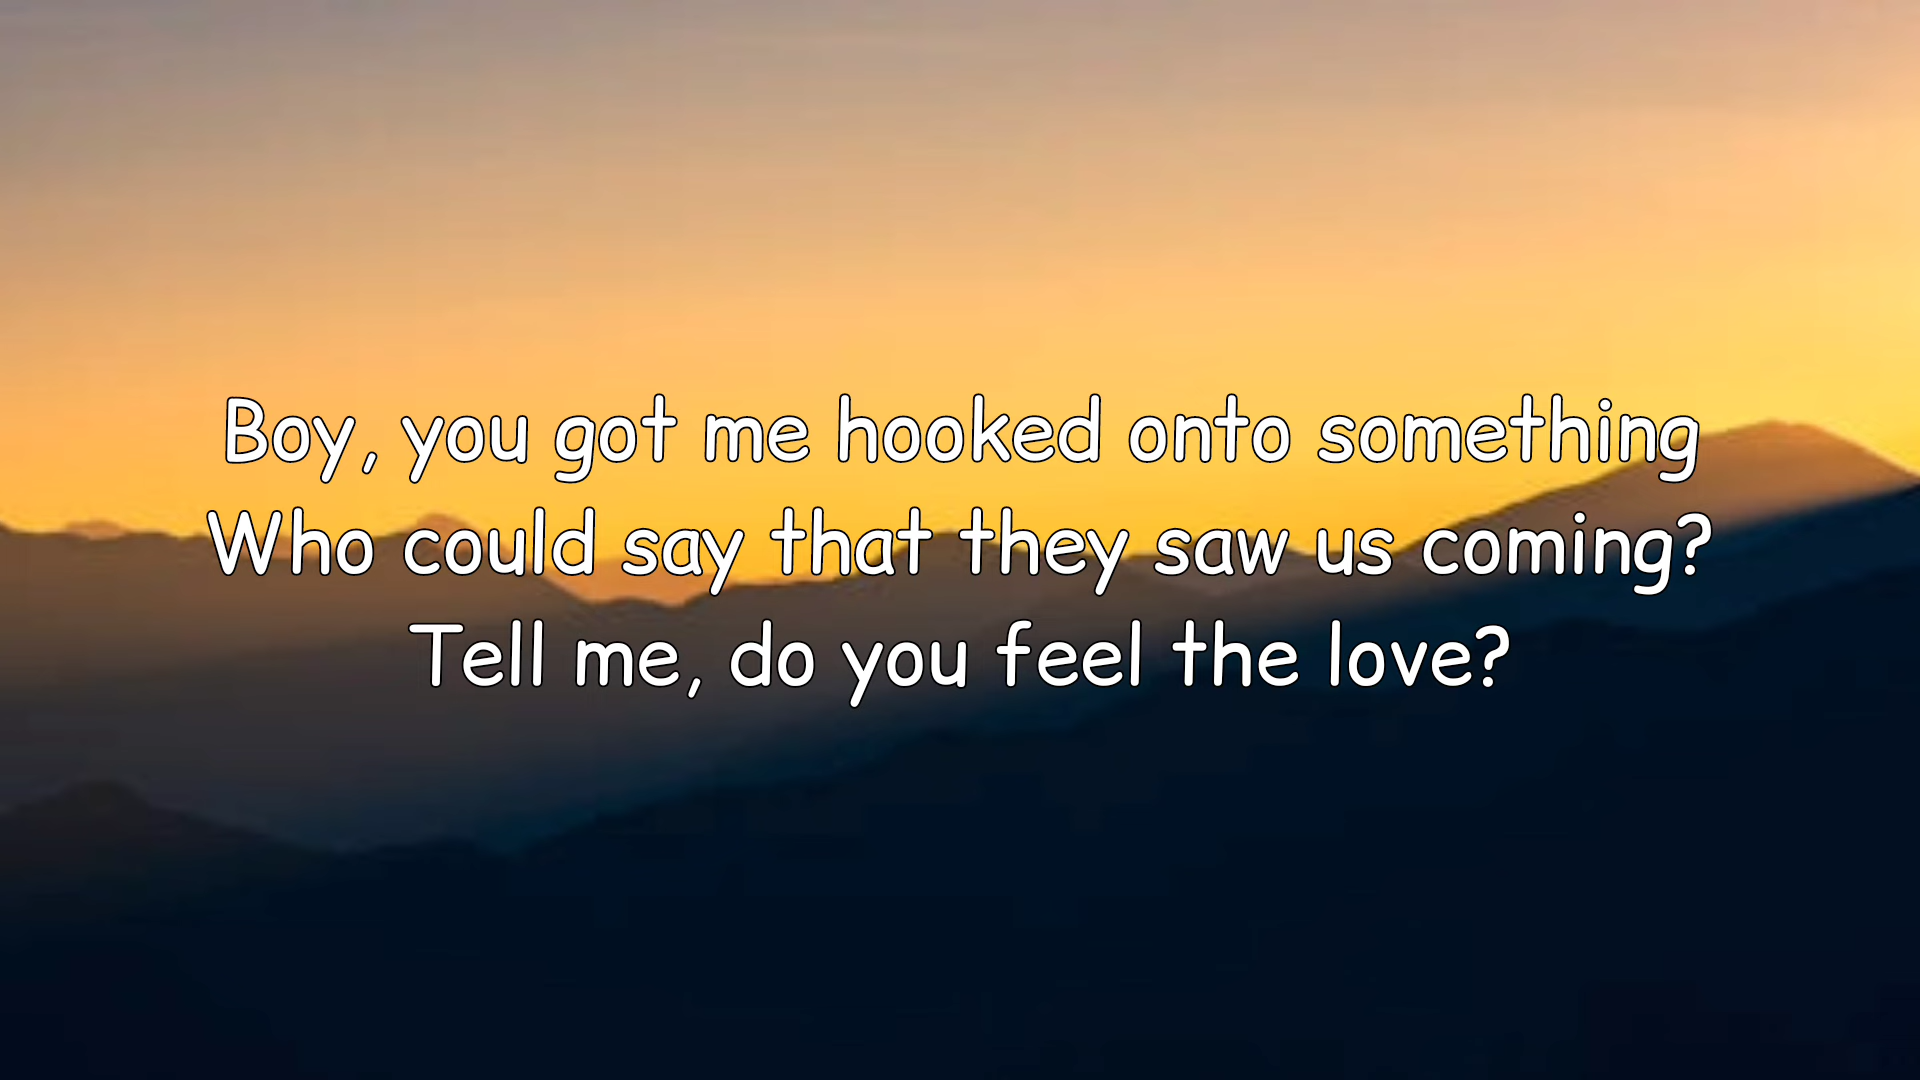 Boy, you got me hooked onto something
Who could say that they saw us coming?
Tell me, do you feel the love?